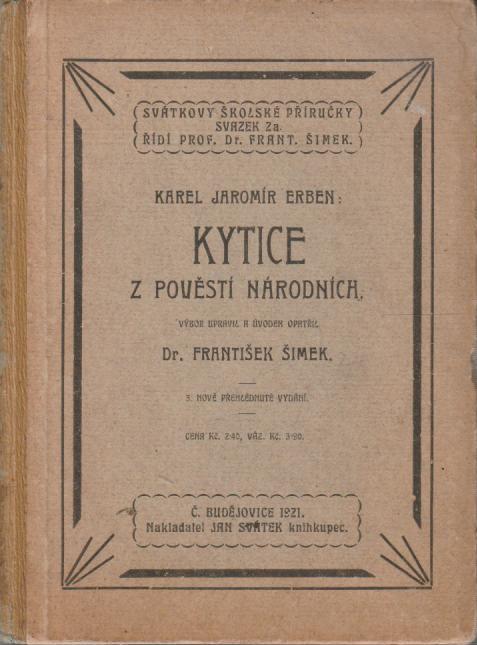 SVÁTKOVY ŠKOLSKÉ PŘÍRUČKY
SVAZEK 2a.
ŘÍDÍ PROF. Dr. FRANT. ŠIMEK.
KAREL JAROMÍR ERBEN:
KYTICE
Z POVĚSTÍ NÁRODNÍCH.
VÝBOR UPRAVIL A ÚVODEM OPATŘIL
Dr. FRANTIŠEK ŠIMEK.
3. NOVĚ PŘEHLÉDNUTÉ VYDÁNÍ.
CENA Kč. 2·40, VÁZ. Kč. 3·90.
Č. BUDĚJOVICE 1921.
Nakladatel JAN SVÁTEK knihkupec.